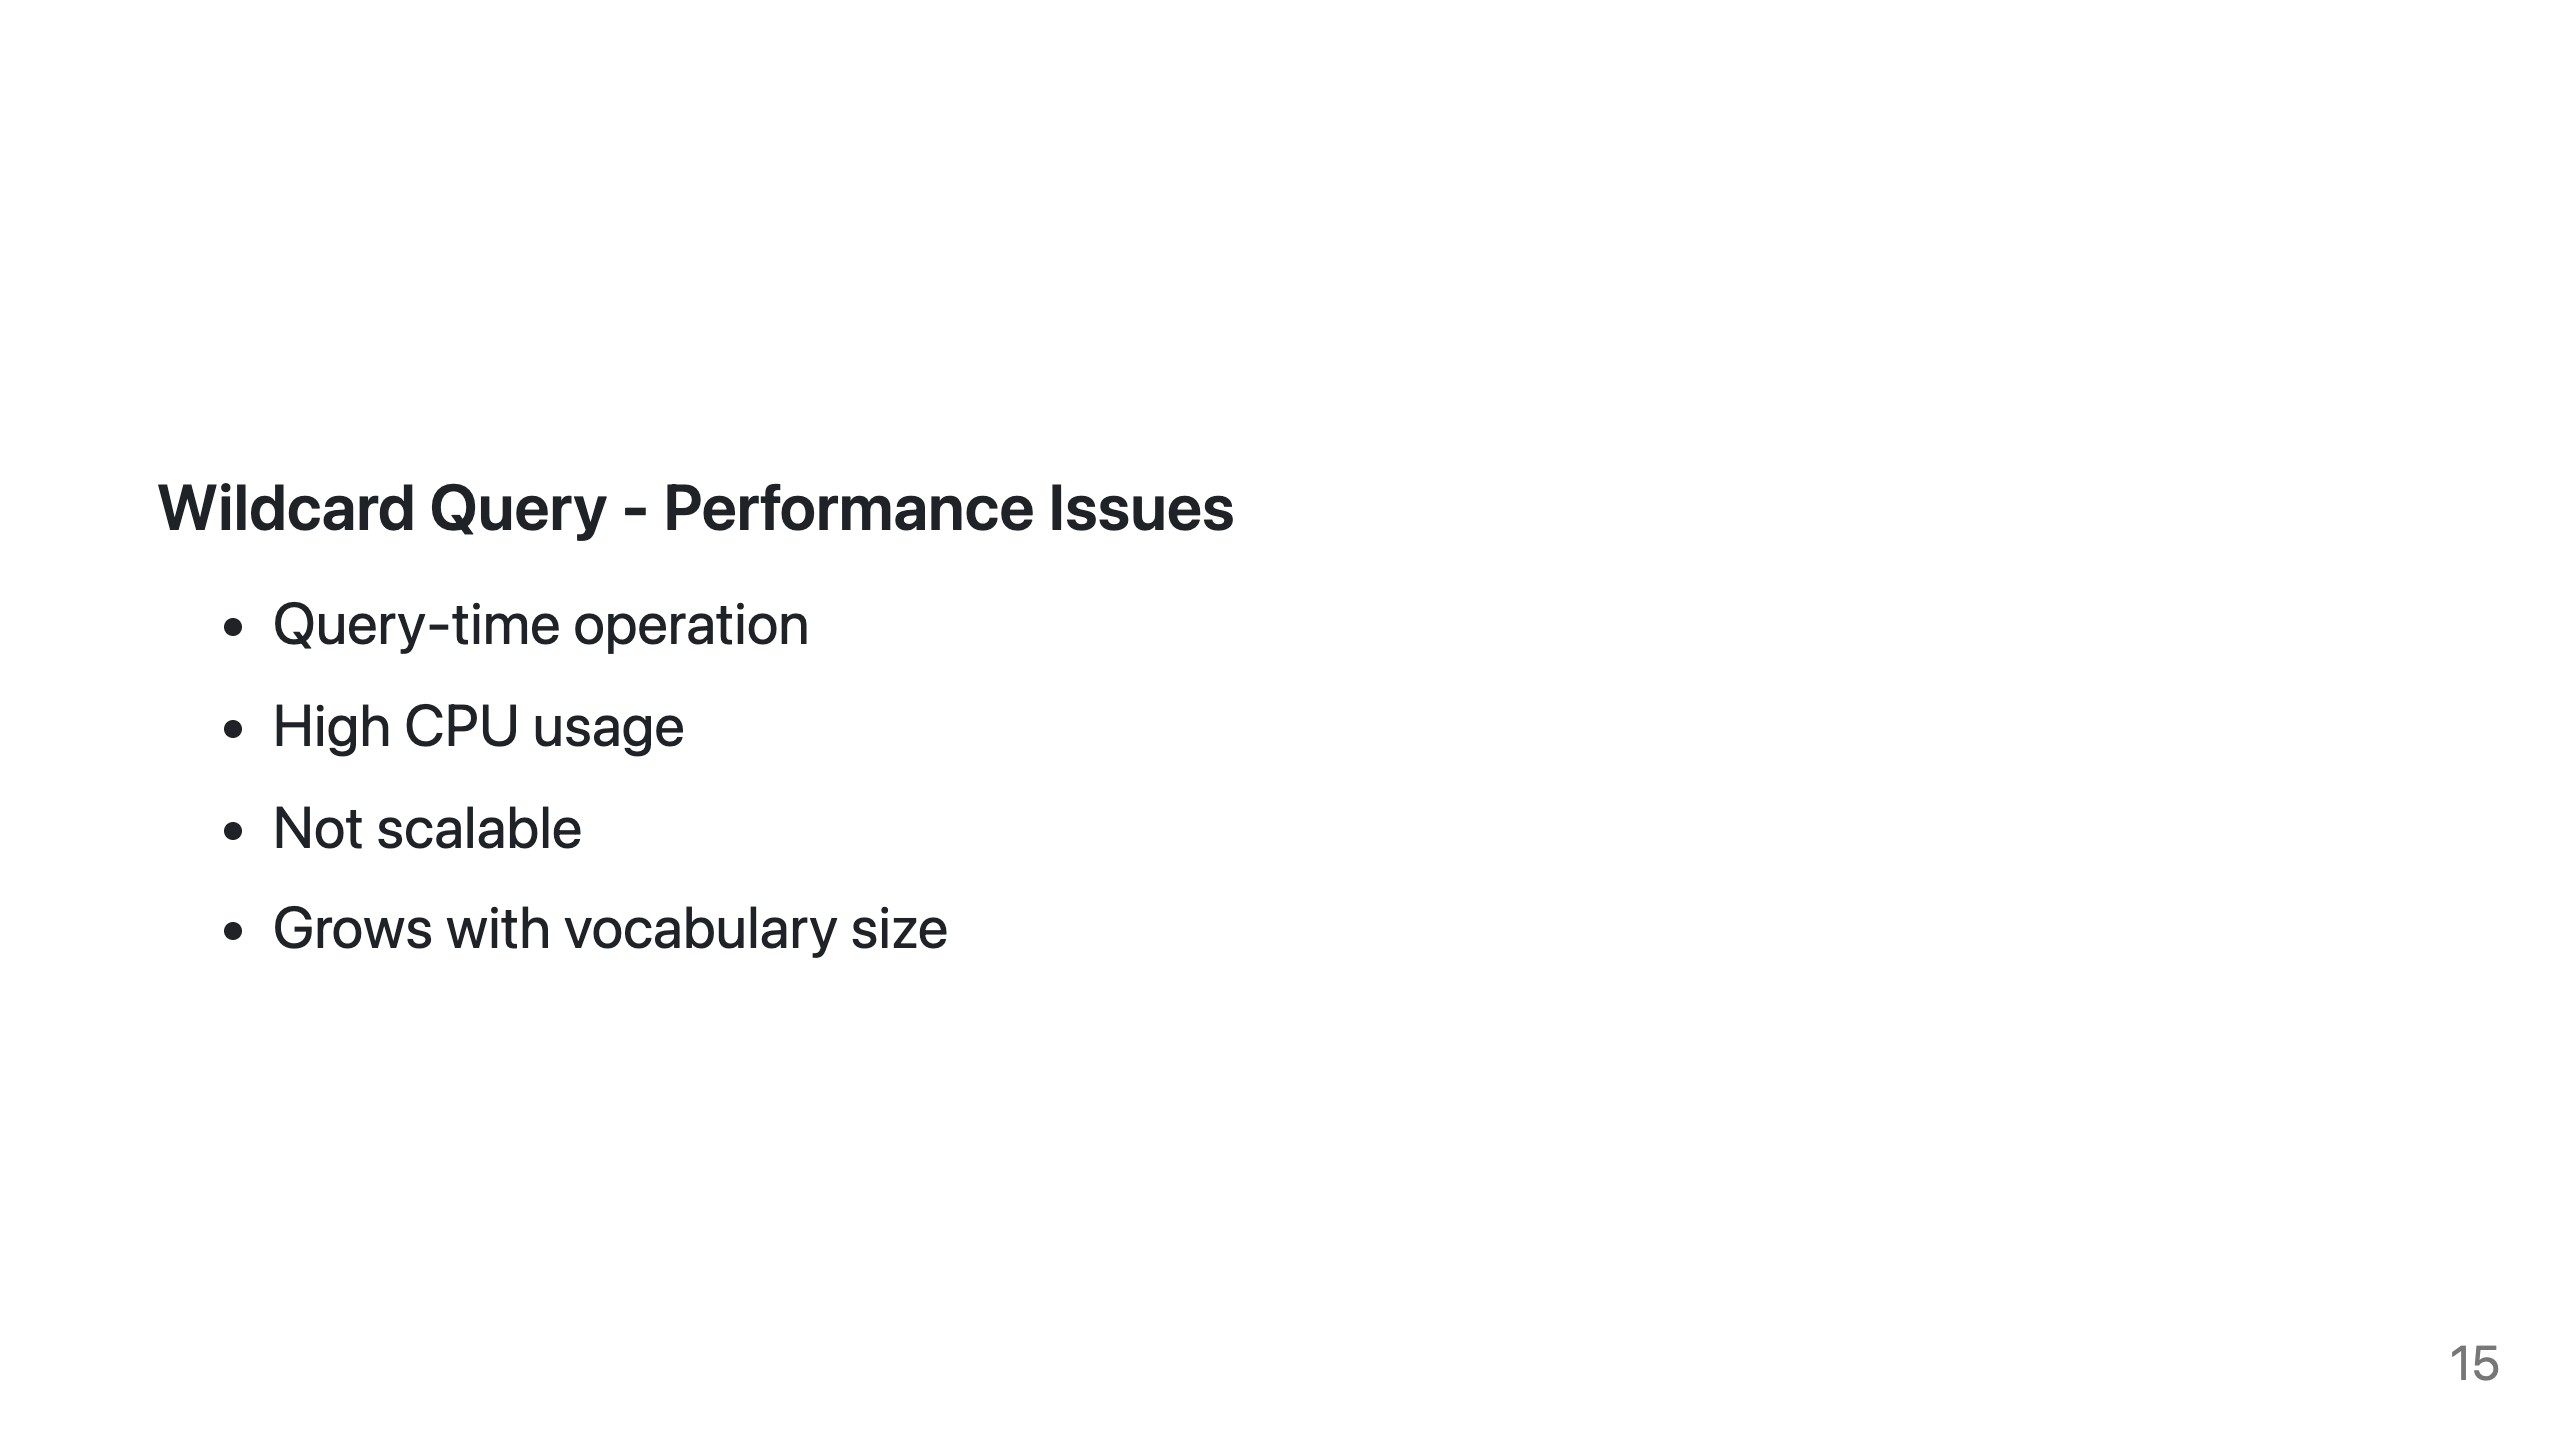 Wildcard Query - Performance Issues
• Query-time operation
• High CPU usage
• Not scalable
• Grows with vocabulary size
15